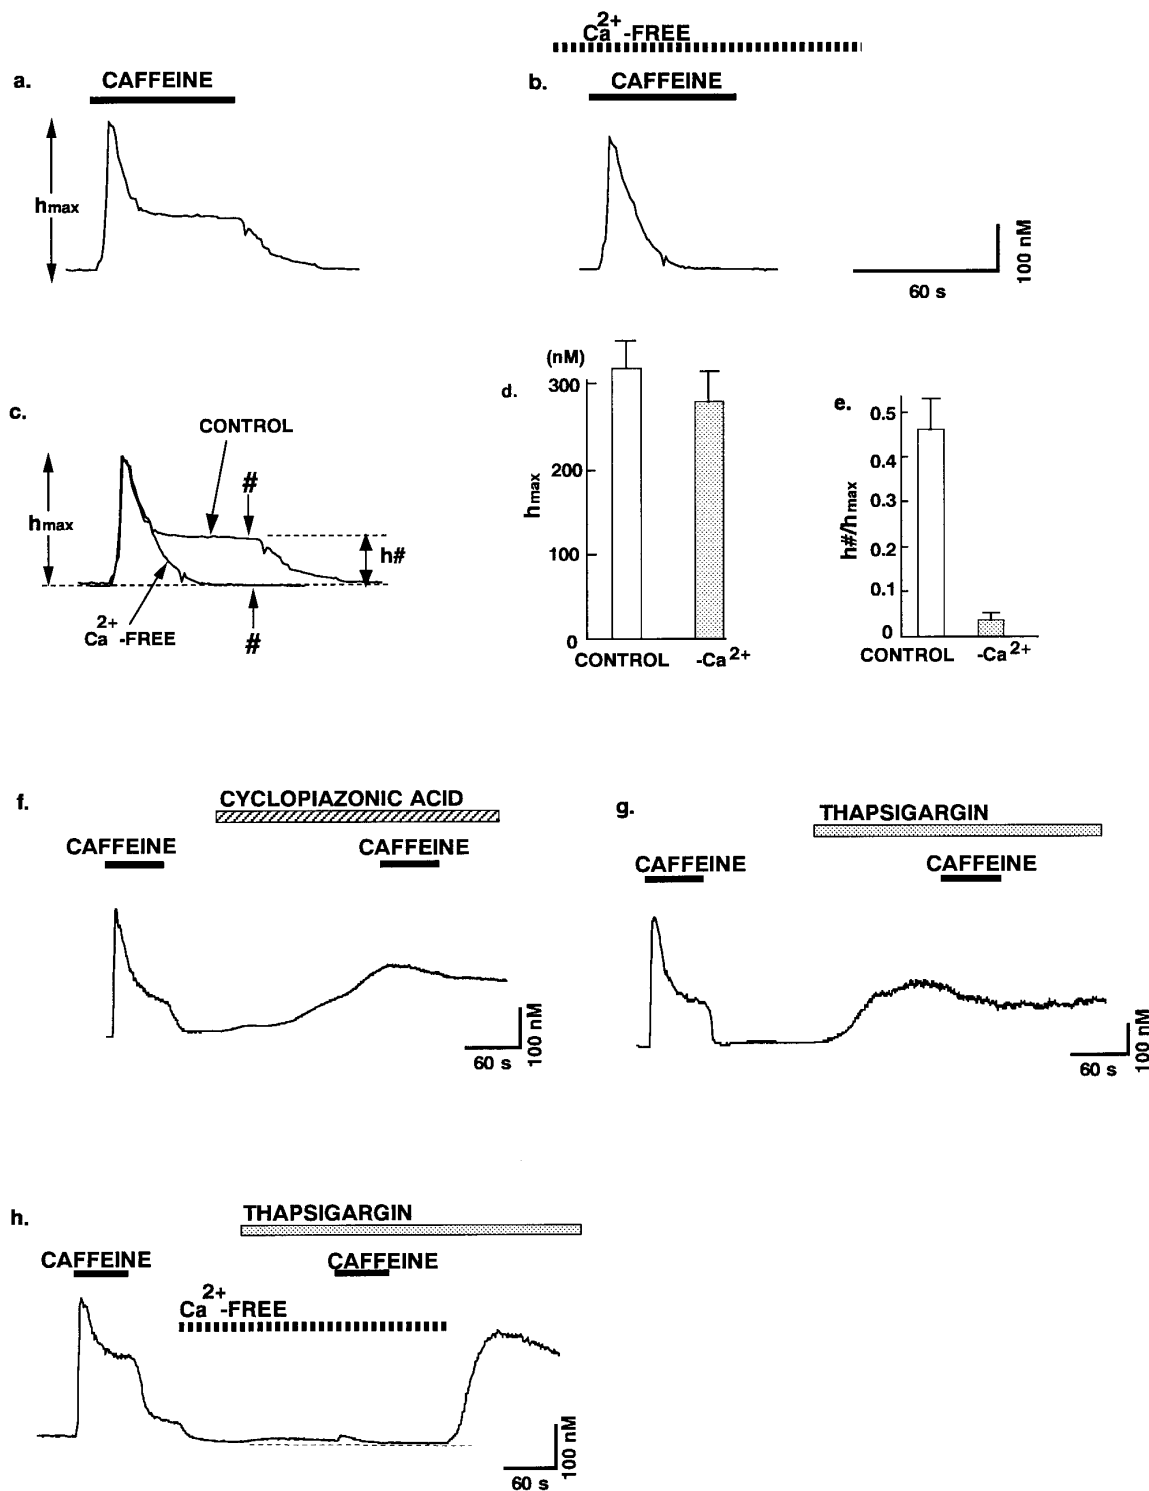 Ca2+-FREE
a.
CAFFEINE
b.
CAFFEINE
hmax
100 nM
60 s
c.
CONTROL
#
hmax
h#
Ca2+-FREE
#
d.
(nM)
300
200
100
0
hmax
CONTROL
-Ca2+
e.
0.5
0.4
0.3
0.2
0.1
0
h#/hmax
CONTROL
-Ca2+
f.
CYCLOPIAZONIC ACID
CAFFEINE
CAFFEINE
100 nM
60 s
g.
THAPSIGARGIN
CAFFEINE
CAFFEINE
100 nM
60 s
h.
THAPSIGARGIN
CAFFEINE
CAFFEINE
Ca2+-FREE
100 nM
60 s